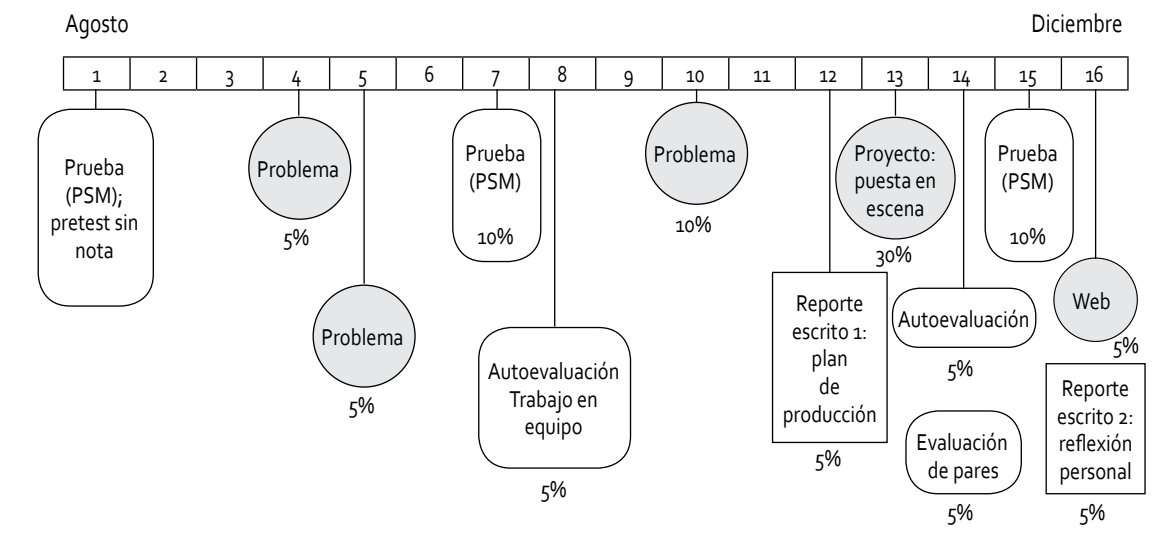 Agosto
Diciembre
1 2 3 4 5 6 7 8 9 10 11 12 13 14 15 16
Prueba
(PSM);
pretest sin
nota
Problema
5%
Problema
5%
Prueba
(PSM)
10%
Autoevaluación
Trabajo en
equipo
5%
Problema
10%
Reporte
escrito 1:
plan
de
producción
5%
Proyecto:
puesta en
escena
30%
Autoevaluación
5%
Evaluación
de pares
5%
Prueba
(PSM)
10%
Web
5%
Reporte
escrito 2:
reflexión
personal
5%